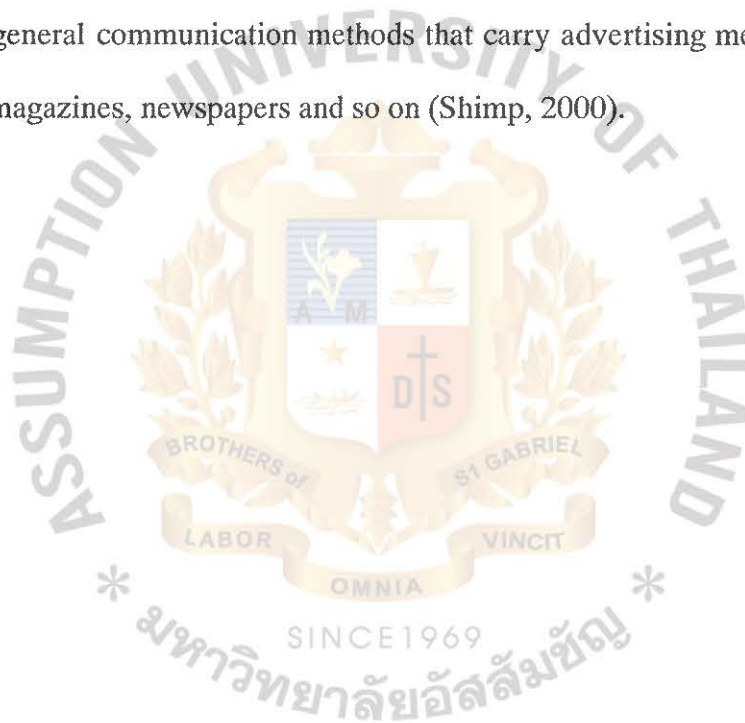 general communication methods that carry advertising me
magazines, newspapers and so on (Shimp, 2000).
ASSUMPTION UNIVERSITY OF THAILAND
A M
D S
BROTHERS of ST GABRIEL
LABOR
OMNIA
VINCIT
SINCE1969
* มหาวิทยาลัยอัสสัมชัญ *